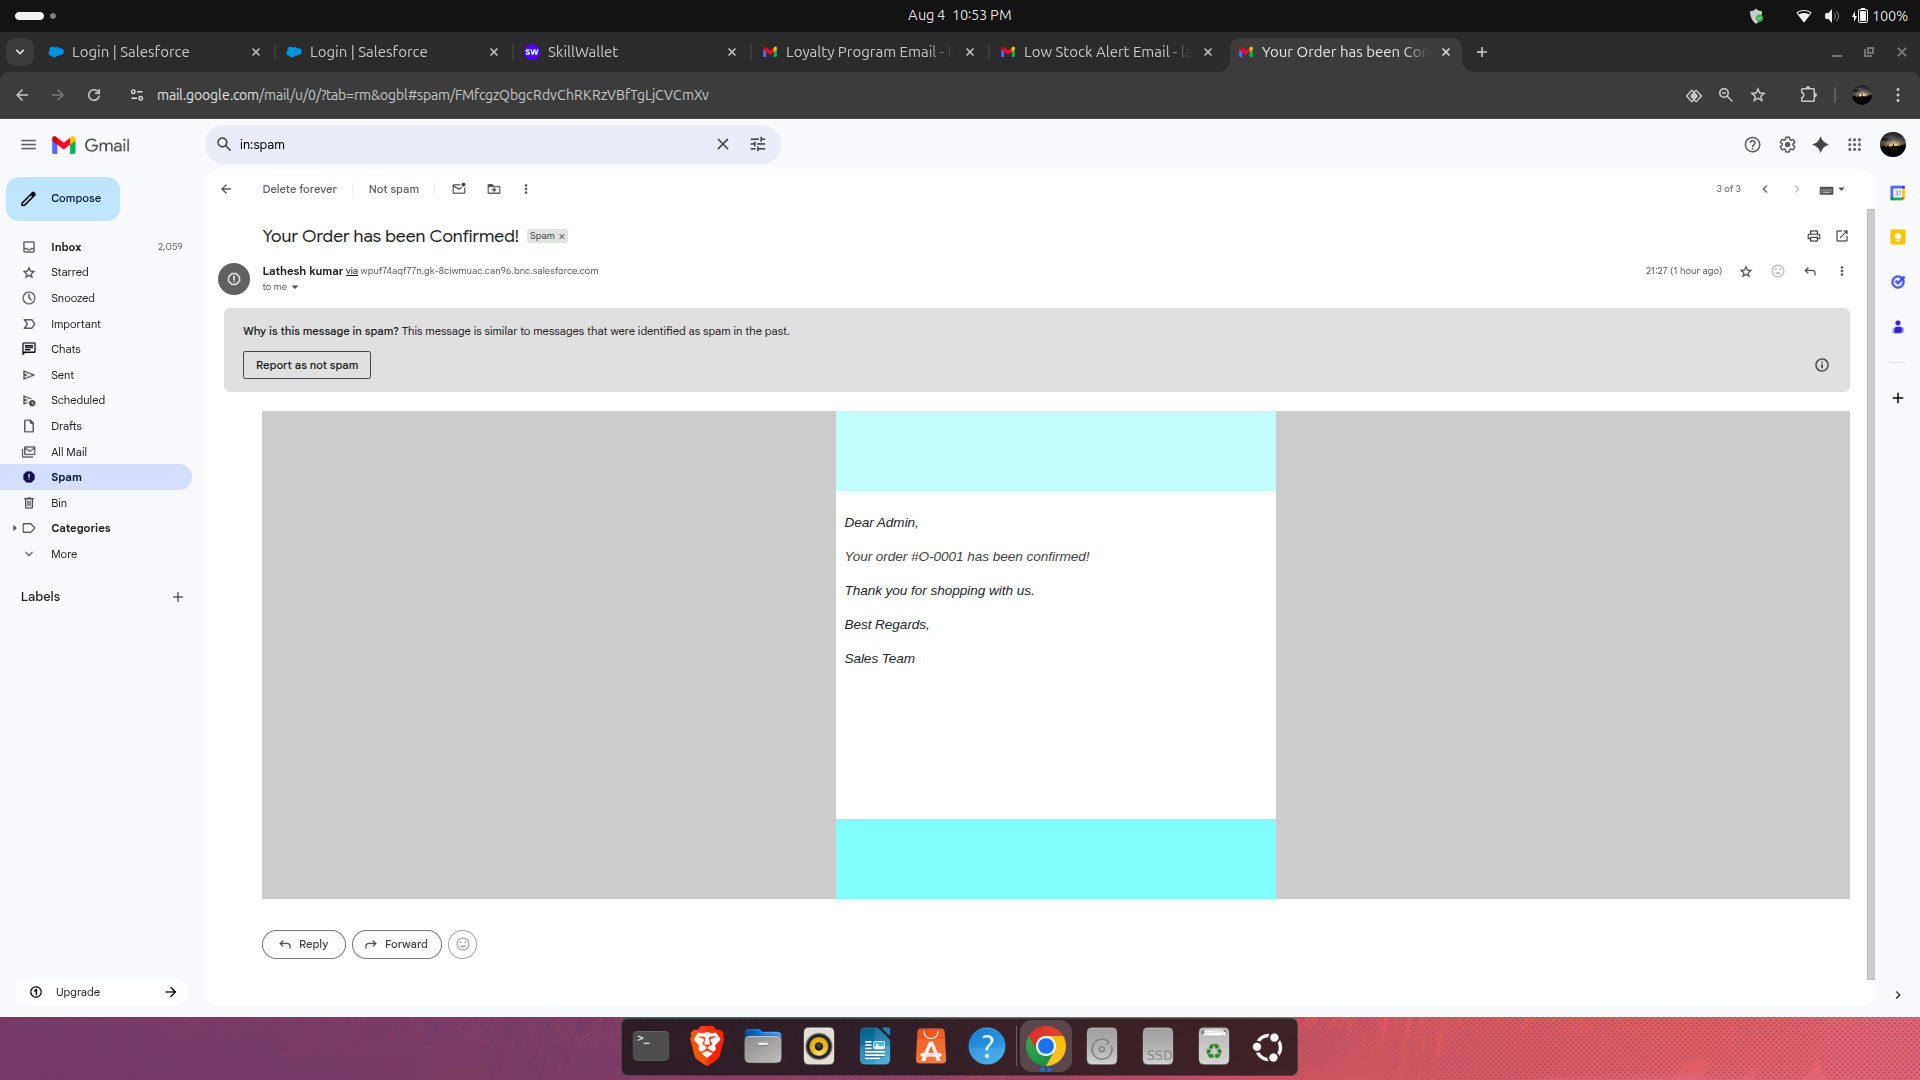 Aug 4 10:53 PM
100%
Login | Salesforce
Login | Salesforce
SW SkillWallet
Loyalty Program Email -
Low Stock Alert Email -
Your Order has been Con
mail.google.com/mail/u/0/?tab=rm&ogbl#spam/FMfcgzQbgcRdvChRKRzVBfTgLjCVCmXv
Gmail
in:spam
Compose
Delete forever
Not spam
3 of 3
Your Order has been Confirmed!
Spam x
Inbox 2,059
Starred
Snoozed
Important
Chats
Sent
Scheduled
Drafts
All Mail
Spam
Bin
Categories
More
Labels
Upgrade
Lathesh kumar via wpuf74aqf77n.gk-8ciwmuac.can96.bnc.salesforce.com
21:27 (1 hour ago)
to me
Why is this message in spam? This message is similar to messages that were identified as spam in the past.
Report as not spam
Dear Admin,
Your order #O-0001 has been confirmed!
Thank you for shopping with us.
Best Regards,
Sales Team
Reply
Forward
31
>_
?
SSD